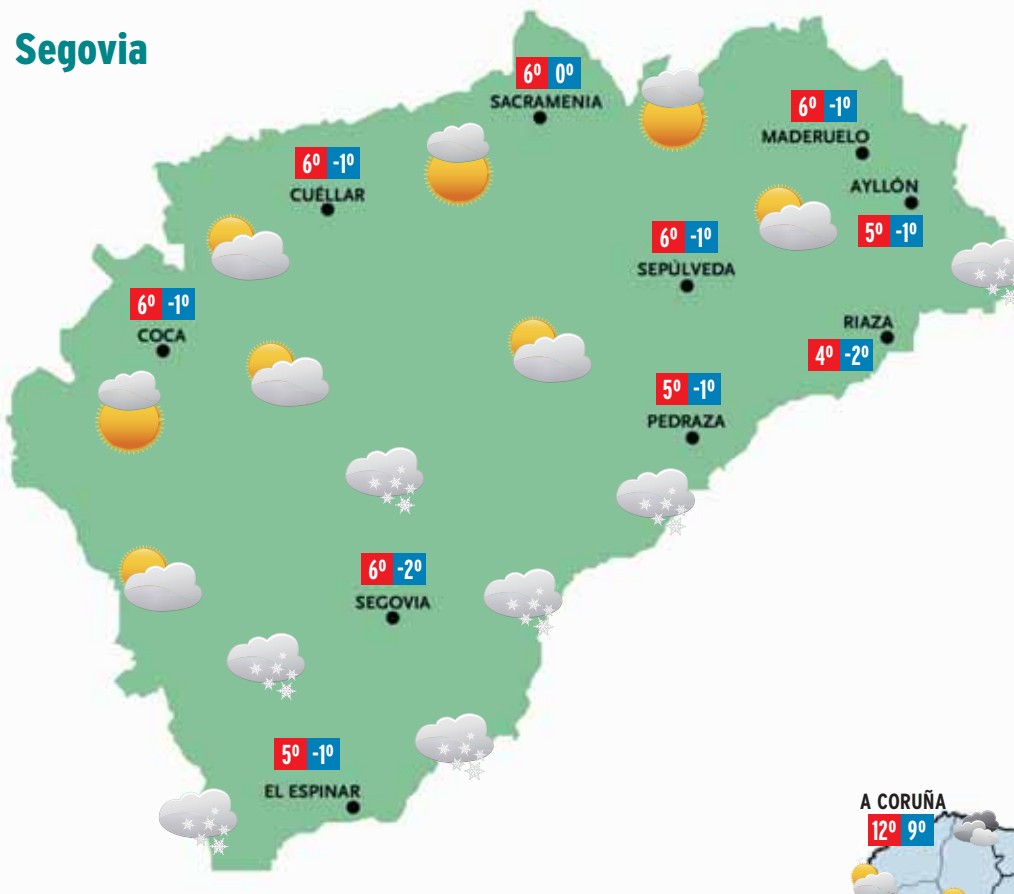 Segovia
6º 0º
SACRAMENIA
6º -1º
MADERUELO
6º -1º
CUÉLLAR
AYLLÓN
5º -1º
6º -1º
SEPÚLVEDA
6º -1º
COCA
RIAZA
4º -2º
5º -1º
PEDRAZA
6º -2º
SEGOVIA
5º -1º
EL ESPINAR
A CORUÑA
12º 9º